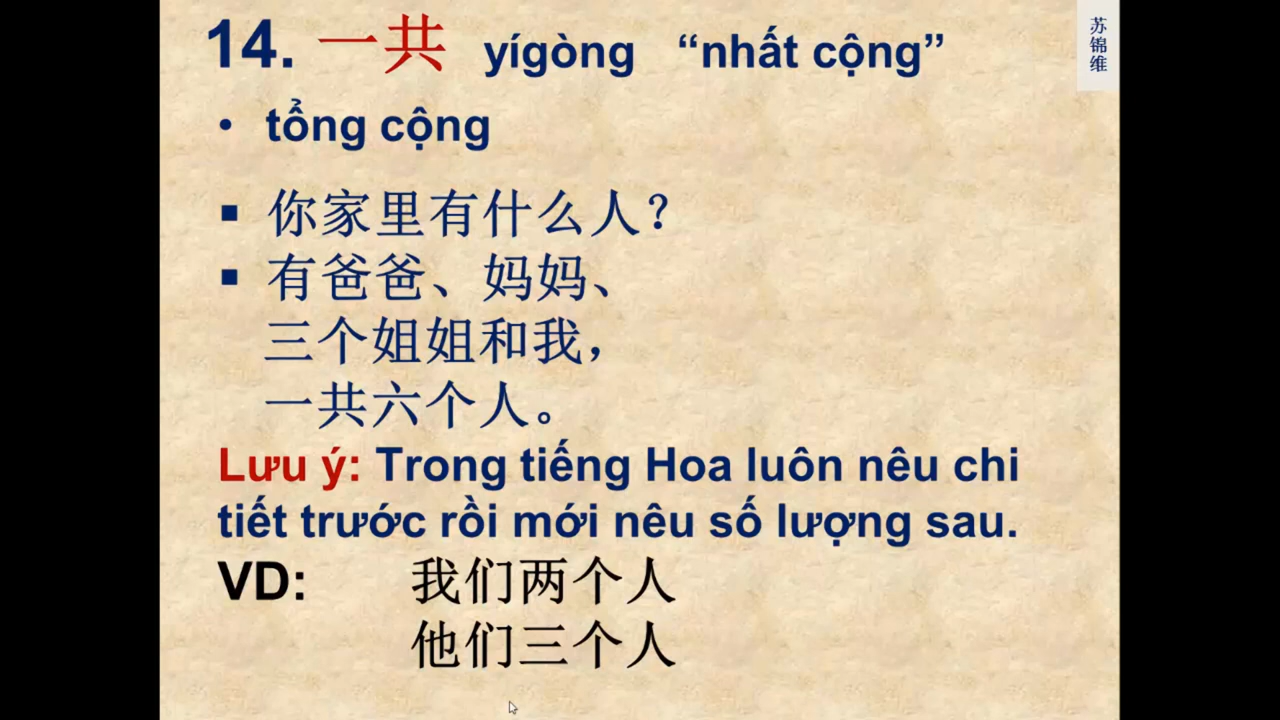 14. 一共 yígòng “nhất cộng”
苏锦维
• tổng cộng
▪ 你家里有什么人?
▪ 有爸爸、妈妈、
三个姐姐和我,
一共六个人。
Lưu ý: Trong tiếng Hoa luôn nêu chi
tiết trước rồi mới nêu số lượng sau.
VD: 我们两个人
他们三个人